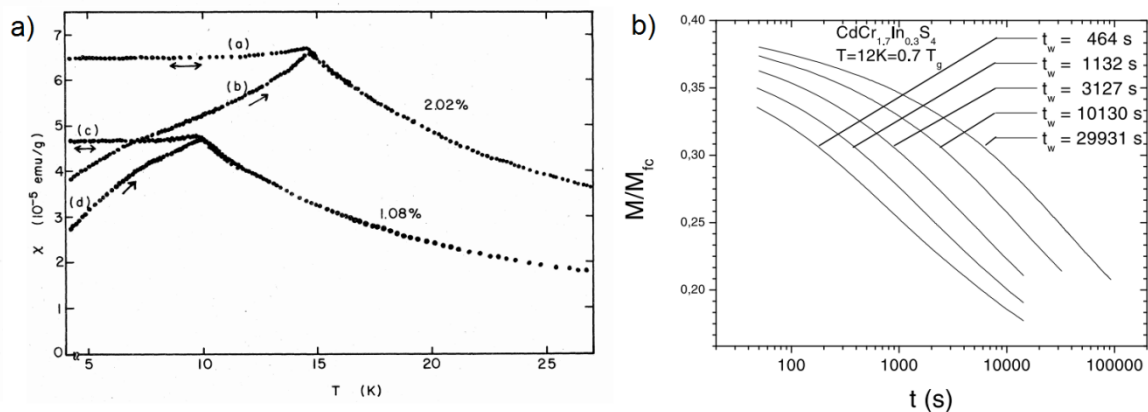 a)
7
6
5
4
3
2
1
0
χ (10⁻⁵ emu/g)
(a)
(b)
2.02%
(c)
(d)
1.08%
5 10 15 20 25
T (K)
b)
0,40
0,35
0,30
0,25
0,20
M/Mfc
CdCr1,7In0,3S4
T=12K=0.7 Tg
tw = 464 s
tw = 1132 s
tw = 3127 s
tw = 10130 s
tw = 29931 s
100 1000 10000 100000
t (s)